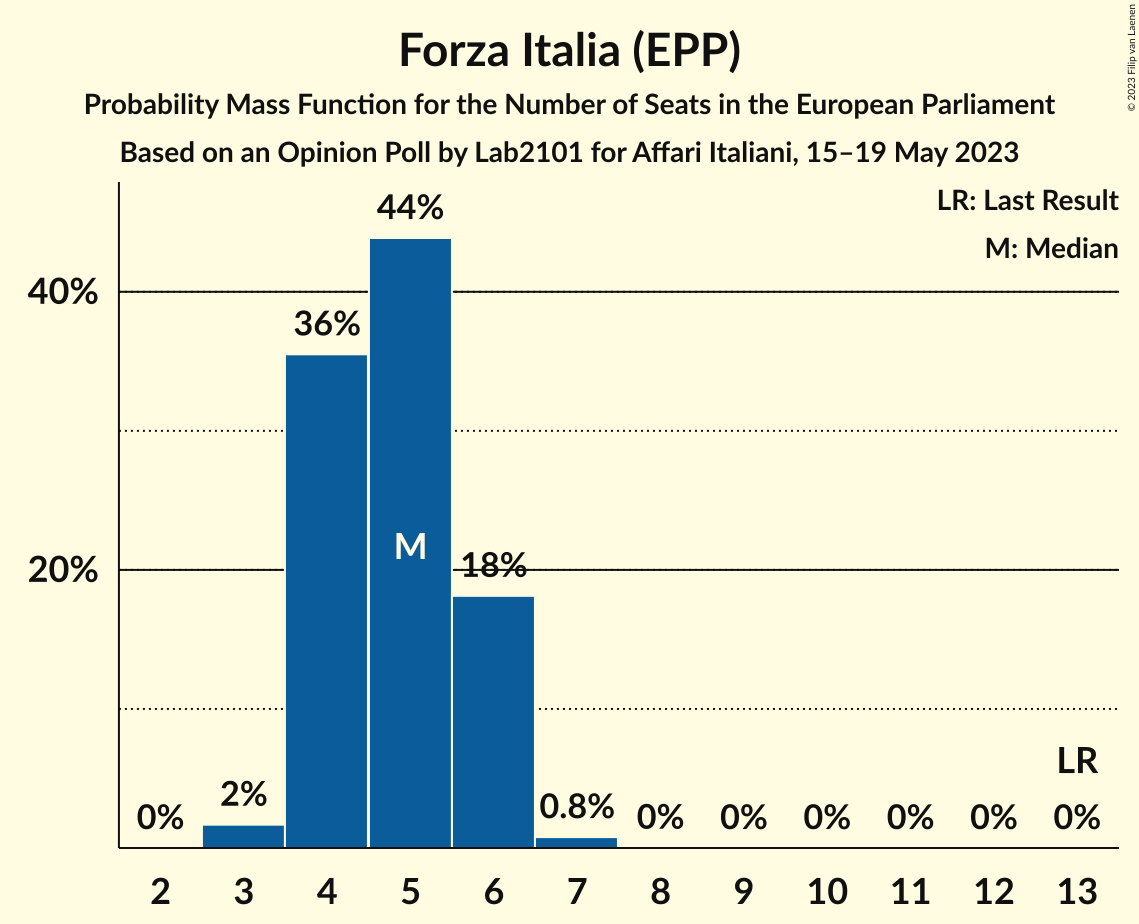 Forza Italia (EPP)
Probability Mass Function for the Number of Seats in the European Parliament
Based on an Opinion Poll by Lab2101 for Affari Italiani, 15–19 May 2023
© 2023 Filip van Laenen
LR: Last Result
M: Median
40%
20%
0%
2%
36%
44%
M
18%
0.8%
0%
0%
0%
0%
0%
LR
0%
2 3 4 5 6 7 8 9 10 11 12 13